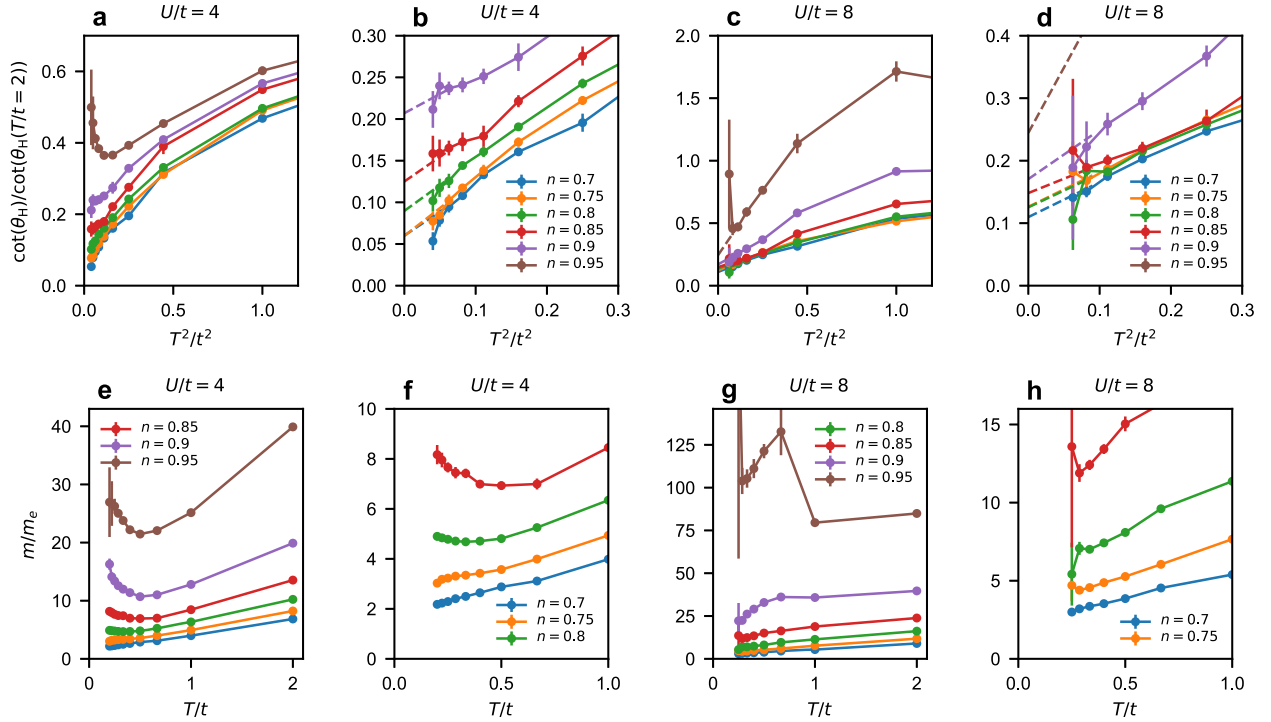 a U/t = 4
b U/t = 4
c U/t = 8
d U/t = 8
cot(θH)/cot(θH(T/t = 2))
0.6
0.4
0.2
0.0
0.0 0.5 1.0
T²/t²
0.30
0.25
0.20
0.15
0.10
0.05
0.00
n = 0.7
n = 0.75
n = 0.8
n = 0.85
n = 0.9
n = 0.95
0.0 0.1 0.2 0.3
T²/t²
2.0
1.5
1.0
0.5
0.0
0.0 0.5 1.0
T²/t²
0.4
0.3
0.2
0.1
0.0
n = 0.7
n = 0.75
n = 0.8
n = 0.85
n = 0.9
n = 0.95
0.0 0.1 0.2 0.3
T²/t²
e U/t = 4
f U/t = 4
g U/t = 8
h U/t = 8
m/me
40
30
20
10
0
n = 0.85
n = 0.9
n = 0.95
0 1 2
T/t
10
8
6
4
2
0
n = 0.7
n = 0.75
n = 0.8
0.0 0.5 1.0
T/t
125
100
75
50
25
0
n = 0.8
n = 0.85
n = 0.9
n = 0.95
0 1 2
T/t
15
10
5
0
n = 0.7
n = 0.75
0.0 0.5 1.0
T/t